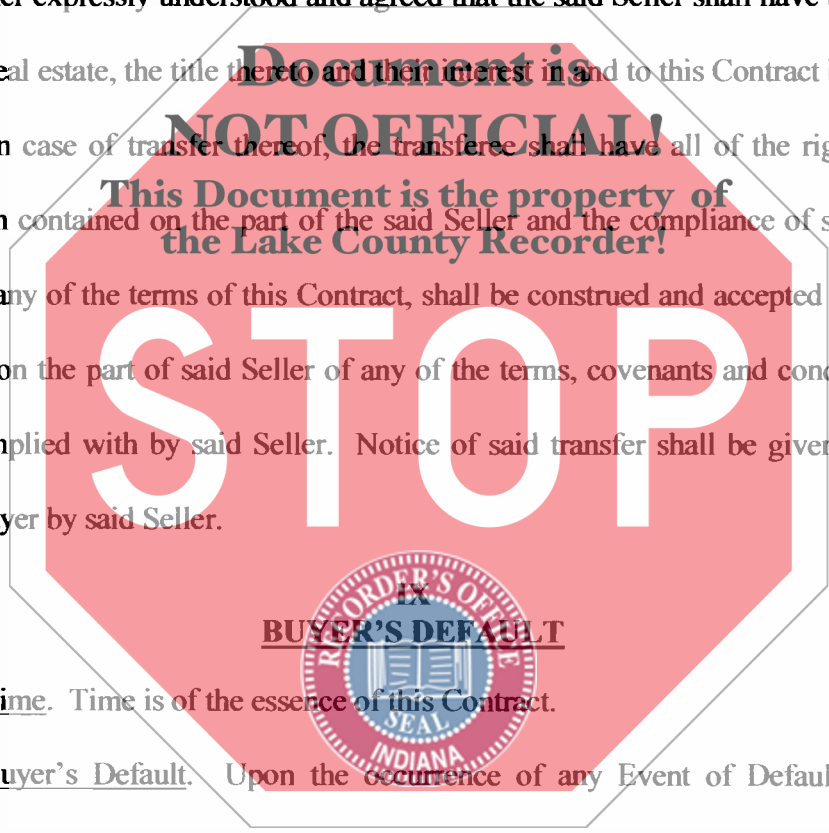 er expressly understood and agreed that the said Seller shall have
Document is
eal estate, the title thereto and their interest in and to this Contract
NOT OFFICIAL!
n case of transfer thereof, the transferee shall have all of the rig
This Document is the property of
n contained on the part of the said Seller and the compliance of s
the Lake County Recorder!
any of the terms of this Contract, shall be construed and accepted
STOP
on the part of said Seller of any of the terms, covenants and cond
mplied with by said Seller. Notice of said transfer shall be given
yer by said Seller.
RECORDER'S OFFICE
IX
BUYER'S DEFAULT
SEAL
INDIANA
ime. Time is of the essence of this Contract.
uyer's Default. Upon the occurrence of any Event of Defaul